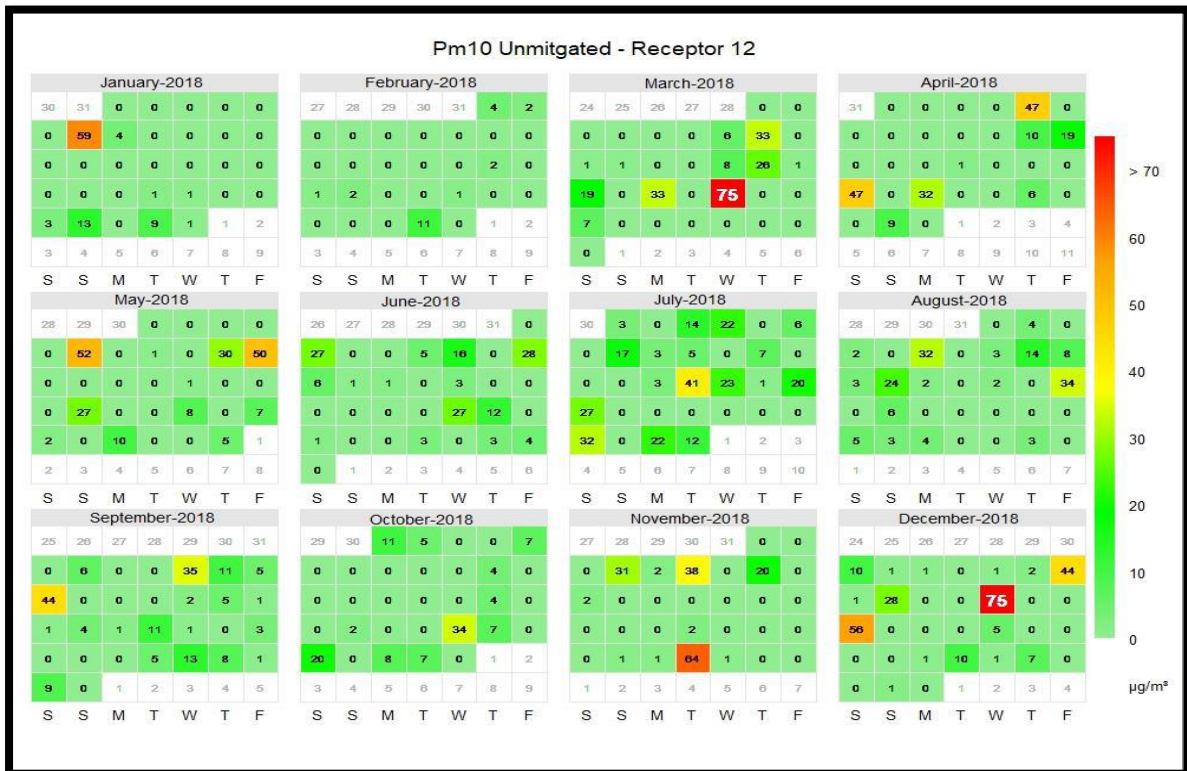 Pm10 Unmitgated - Receptor 12
January-2018
30 31 0 0 0 0 0
0 59 4 0 0 0 0
0 0 0 0 0 0 0
0 0 0 1 1 0 0
3 13 0 9 1 1 2
3 4 5 6 7 8 9
S S M T W T F
February-2018
27 28 29 30 31 4 2
0 0 0 0 0 0 0
0 0 0 0 0 2 0
1 2 0 0 1 0 0
0 0 0 11 0 1 2
3 4 5 6 7 8 9
S S M T W T F
March-2018
24 25 26 27 28 0 0
0 0 0 0 6 33 0
1 1 0 0 8 26 1
19 0 33 0 75 0 0
7 0 0 0 0 0 0
0 1 2 3 4 5 6
S S M T W T F
April-2018
31 0 0 0 0 47 0
0 0 0 0 0 10 19
0 0 0 1 0 0 0
47 0 32 0 0 6 0
0 9 0 1 2 3 4
5 6 7 8 9 10 11
S S M T W T F
May-2018
28 29 30 0 0 0 0
0 52 0 1 0 30 50
0 0 0 0 1 0 0
0 27 0 0 8 0 7
2 0 10 0 0 5 1
2 3 4 5 6 7 8
S S M T W T F
June-2018
26 27 28 29 30 31 0
27 0 0 5 16 0 28
6 1 1 0 3 0 0
0 0 0 0 27 12 0
1 0 0 3 0 3 4
0 1 2 3 4 5 6
S S M T W T F
July-2018
30 3 0 14 22 0 6
0 17 3 5 0 7 0
0 0 3 41 23 1 20
27 0 0 0 0 0 0
32 0 22 12 1 2 3
4 5 6 7 8 9 10
S S M T W T F
August-2018
28 29 30 31 0 4 0
2 0 32 0 3 14 8
3 24 2 0 2 0 34
0 6 0 0 0 0 0
5 3 4 0 0 3 0
1 2 3 4 5 6 7
S S M T W T F
September-2018
25 26 27 28 29 30 31
0 6 0 0 35 11 5
44 0 0 0 2 5 1
1 4 1 11 1 0 3
0 0 0 5 13 8 1
9 0 1 2 3 4 5
S S M T W T F
October-2018
29 30 11 5 0 0 7
0 0 0 0 0 4 0
0 0 0 0 0 4 0
0 2 0 0 34 7 0
20 0 8 7 0 1 2
3 4 5 6 7 8 9
S S M T W T F
November-2018
27 28 29 30 31 0 0
0 31 2 38 0 20 0
2 0 0 0 0 0 0
0 0 0 2 0 0 0
0 1 1 64 1 0 0
1 2 3 4 5 6 7
S S M T W T F
December-2018
24 25 26 27 28 29 30
10 1 1 0 1 2 44
1 28 0 0 75 0 0
56 0 0 0 5 0 0
0 0 1 10 1 7 0
0 1 0 1 2 3 4
S S M T W T F
> 70
60
50
40
30
20
10
0
µg/m³